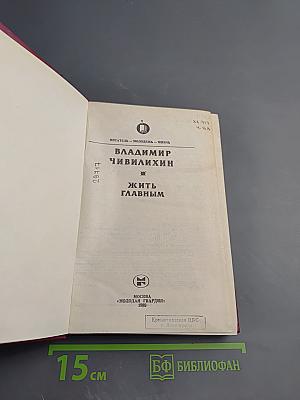 ПИСАТЕЛЬ — МОЛОДЕЖЬ — ЖИЗНЬ
ВЛАДИМИР
ЧИВИЛИХИН
ЖИТЬ
ГЛАВНЫМ
МОСКВА
«МОЛОДАЯ ГВАРДИЯ»
15 см
БФ БИБЛИОФАН